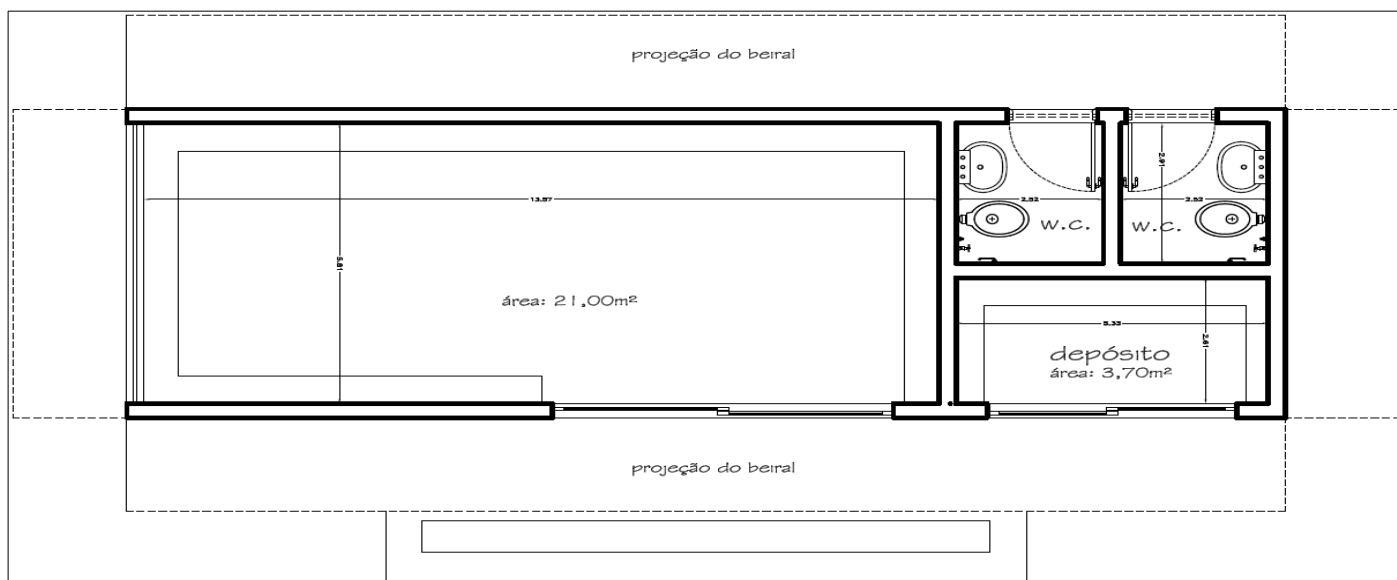 projeção do beiral
2.91
13.57
2.52
2.52
w.c.
w.c.
5.81
área: 21,00m²
5.33
2.61
depósito
área: 3,70m²
projeção do beiral